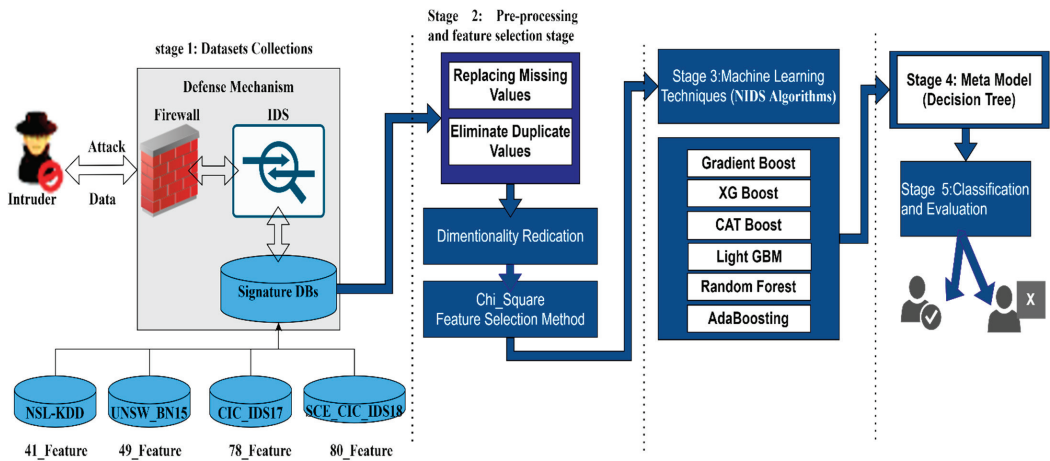 stage 1: Datasets Collections
Defense Mechanism
Firewall
IDS
Attack
Intruder
Data
Signature DBs
NSL-KDD
UNSW_BN15
CIC_IDS17
SCE_CIC_IDS18
41_Feature
49_Feature
78_Feature
80_Feature
Stage 2: Pre-processing
and feature selection stage
Replacing Missing
Values
Eliminate Duplicate
Values
Dimentionality Redication
Chi_Square
Feature Selection Method
Stage 3:Machine Learning
Techniques (NIDS Algorithms)
Gradient Boost
XG Boost
CAT Boost
Light GBM
Random Forest
AdaBoosting
Stage 4: Meta Model
(Decision Tree)
Stage 5:Classification
and Evaluation
X